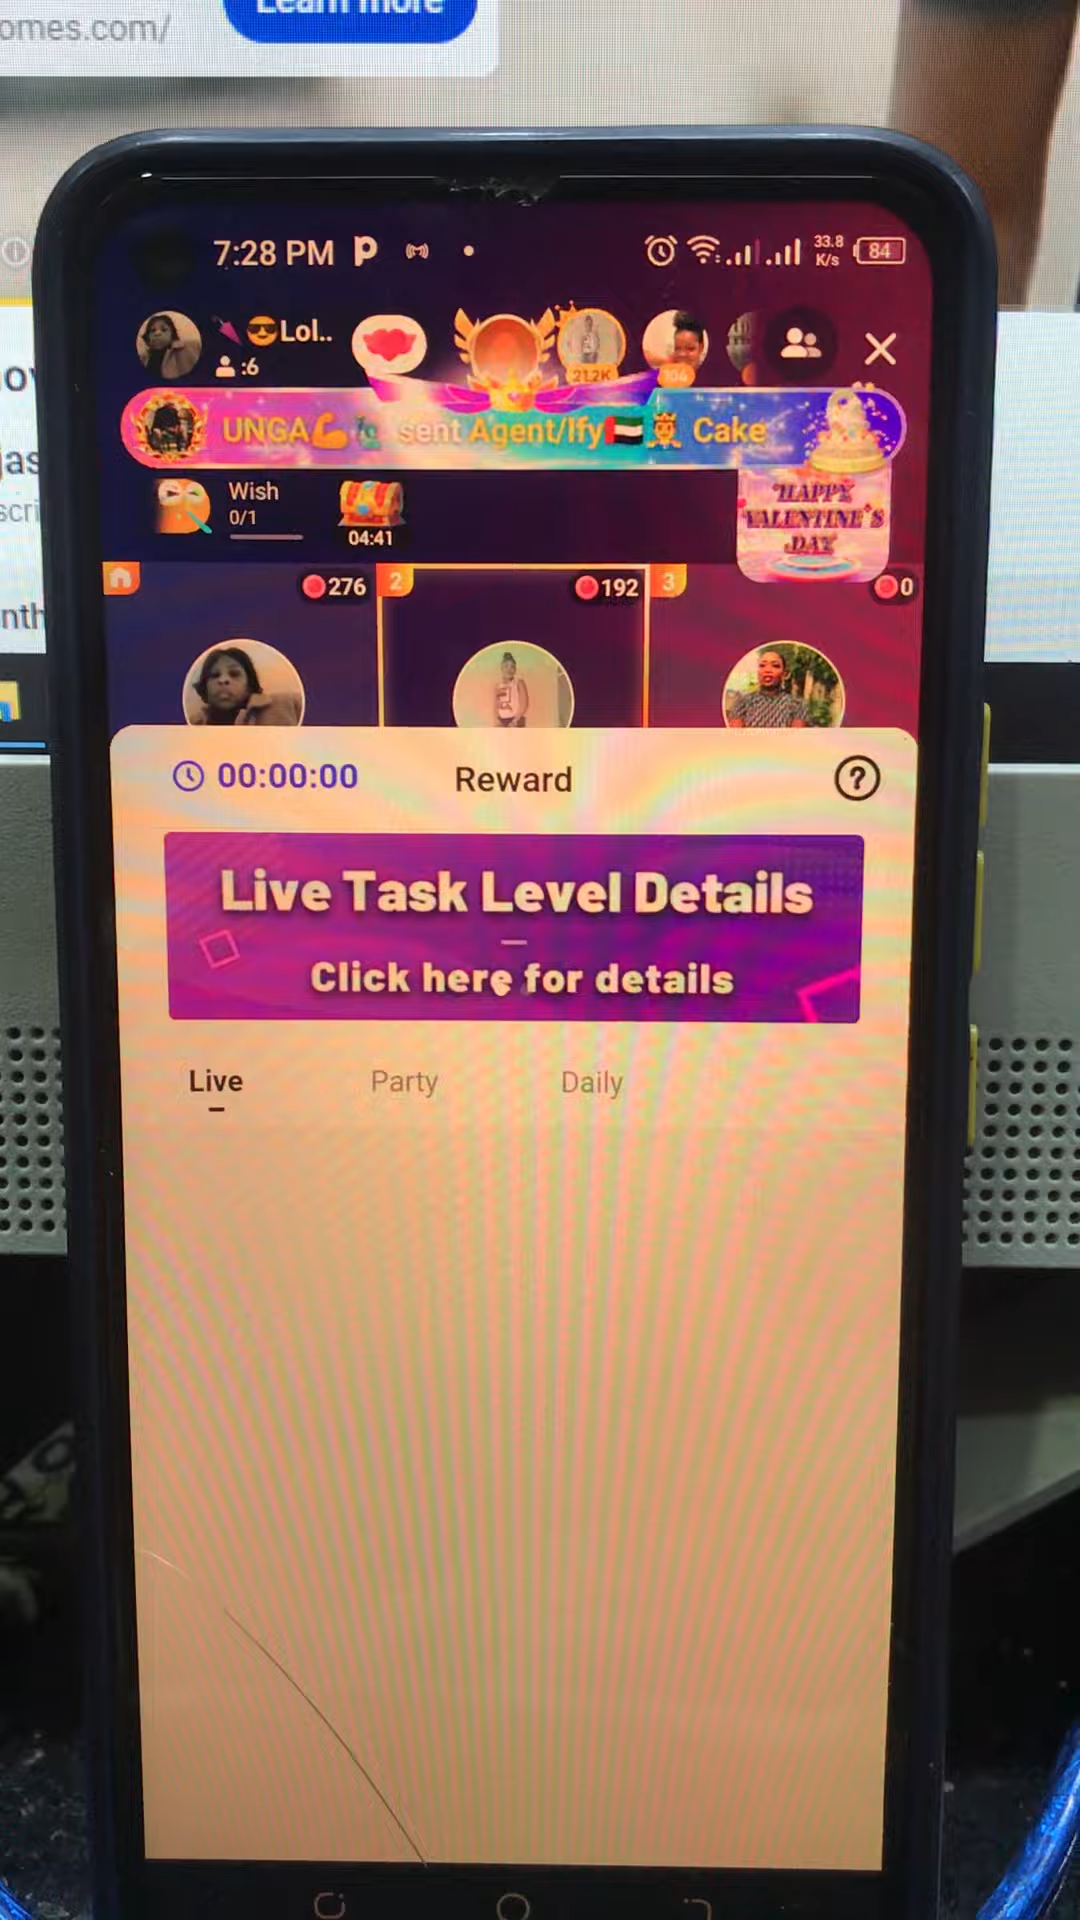 Learn more
omes.com/
7:28 PM
33.8
K/s
84
Lol..
:6
21.2K
104
UNGA💪 sent Agent/Ify🇦🇪 Cake
Wish
0/1
04:41
HAPPY
VALENTINE'S
DAY
276
2
192
3
0
00:00:00
Reward
?
Live Task Level Details
Click here for details
Live
Party
Daily